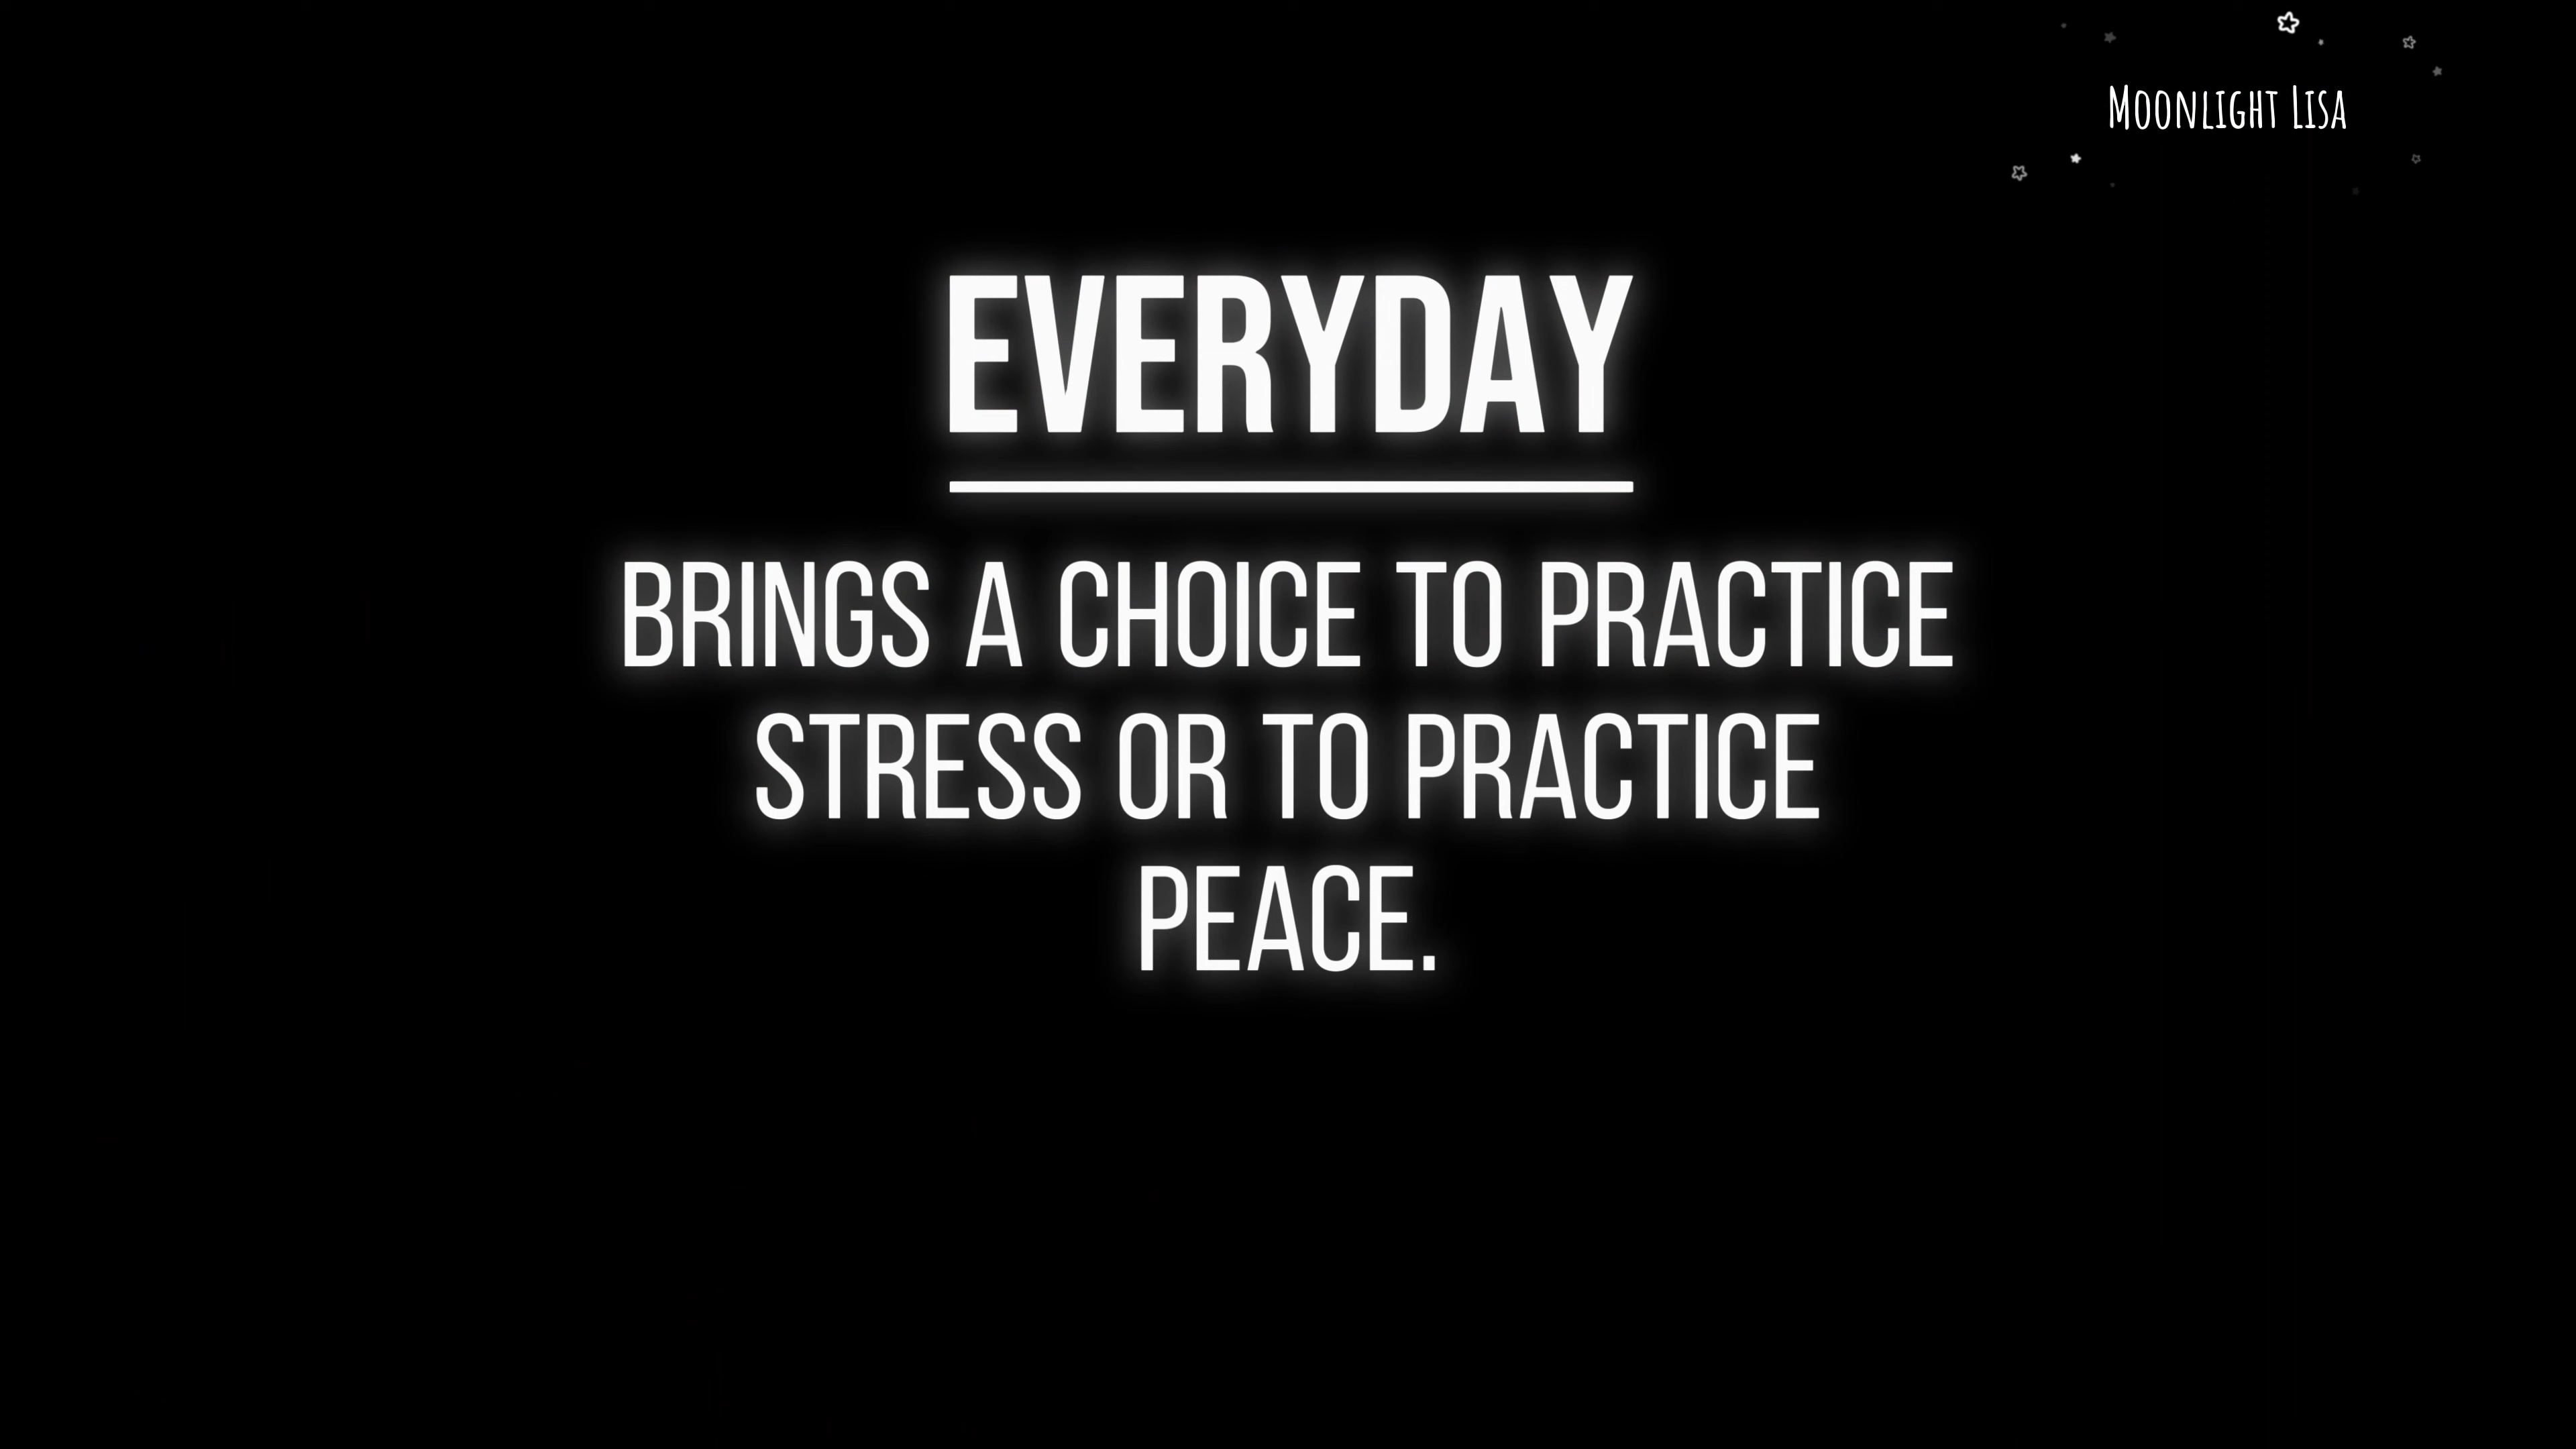 Moonlight Lisa
EVERYDAY
BRINGS A CHOICE TO PRACTICE
STRESS OR TO PRACTICE
PEACE.